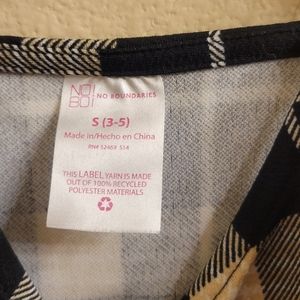 NO!
BO!
NO BOUNDARIES
S (3-5)
Made in/Hecho en China
RN# 52469 S14
THIS LABEL YARN IS MADE
OUT OF 100% RECYCLED
POLYESTER MATERIALS